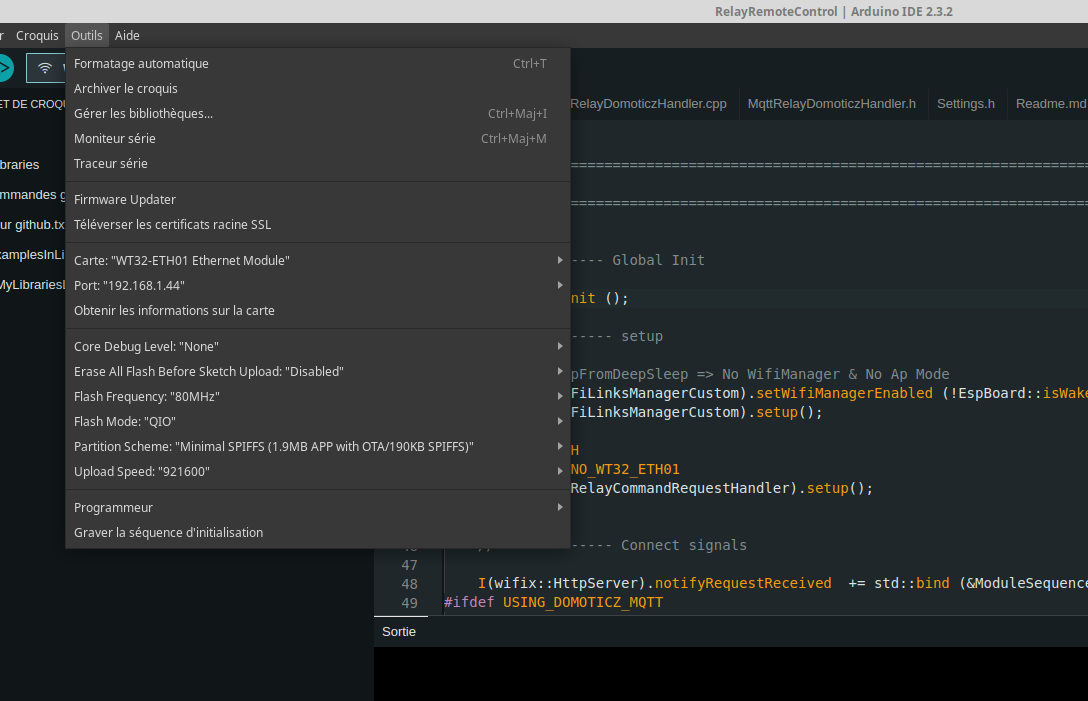 RelayRemoteControl | Arduino IDE 2.3.2
r Croquis Outils Aide
Formatage automatique Ctrl+T
Archiver le croquis
Gérer les bibliothèques... Ctrl+Maj+I
Moniteur série Ctrl+Maj+M
Traceur série
Firmware Updater
Téléverser les certificats racine SSL
Carte: "WT32-ETH01 Ethernet Module"
Port: "192.168.1.44"
Obtenir les informations sur la carte
Core Debug Level: "None"
Erase All Flash Before Sketch Upload: "Disabled"
Flash Frequency: "80MHz"
Flash Mode: "QIO"
Partition Scheme: "Minimal SPIFFS (1.9MB APP with OTA/190KB SPIFFS)"
Upload Speed: "921600"
Programmeur
Graver la séquence d'initialisation
ET DE CROQU
braries
mmandes g
ur github.tx
xamplesInLi
MyLibrariesI
RelayDomoticzHandler.cpp MqttRelayDomoticzHandler.h Settings.h Readme.md
---- Global Init
nit ();
----- setup
pFromDeepSleep => No WifiManager & No Ap Mode
FiLinksManagerCustom).setWifiManagerEnabled (!EspBoard::isWake
FiLinksManagerCustom).setup();
H
NO_WT32_ETH01
RelayCommandRequestHandler).setup();
----- Connect signals
47
48 I(wifix::HttpServer).notifyRequestReceived += std::bind (&ModuleSequence
49 #ifdef USING_DOMOTICZ_MQTT
Sortie